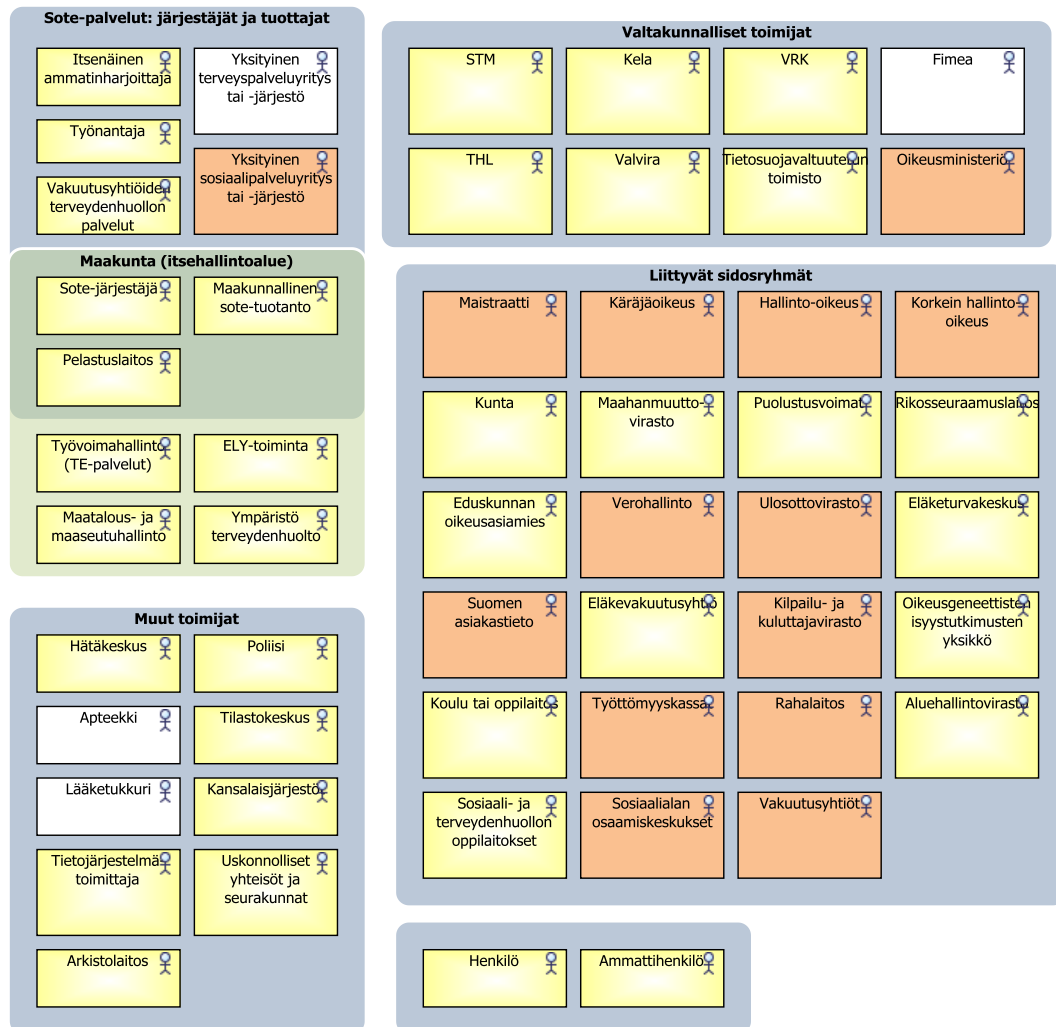 Sote-palvelut: järjestäjät ja tuottajat
Itsenäinen
ammatinharjoittaja
Yksityinen
terveyspalveluyritys
tai -järjestö
Työnantaja
Yksityinen
sosiaalipalveluyritys
tai -järjestö
Vakuutusyhtiöiden
terveydenhuollon
palvelut
Maakunta (itsehallintoalue)
Sote-järjestäjä
Maakunnallinen
sote-tuotanto
Pelastuslaitos
Työvoimahallinto
(TE-palvelut)
ELY-toiminta
Maatalous- ja
maaseutuhallinto
Ympäristö
terveydenhuolto
Muut toimijat
Hätäkeskus
Poliisi
Apteekki
Tilastokeskus
Lääketukkuri
Kansalaisjärjestö
Tietojärjestelmä
toimittaja
Uskonnolliset
yhteisöt ja
seurakunnat
Arkistolaitos
Valtakunnalliset toimijat
STM
Kela
VRK
Fimea
THL
Valvira
Tietosuojavaltuutetun
toimisto
Oikeusministeriö
Liittyvät sidosryhmät
Maistraatti
Käräjäoikeus
Hallinto-oikeus
Korkein hallinto-
oikeus
Kunta
Maahanmuutto-
virasto
Puolustusvoimat
Rikosseuraamuslaitos
Eduskunnan
oikeusasiamies
Verohallinto
Ulosottovirasto
Eläketurvakeskus
Suomen
asiakastieto
Eläkevakuutusyhtiö
Kilpailu- ja
kuluttajavirasto
Oikeusgeneettisten
isyystutkimusten
yksikkö
Koulu tai oppilaitos
Työttömyyskassat
Rahalaitos
Aluehallintovirasto
Sosiaali- ja
terveydenhuollon
oppilaitokset
Sosiaalialan
osaamiskeskukset
Vakuutusyhtiöt
Henkilö
Ammattihenkilö